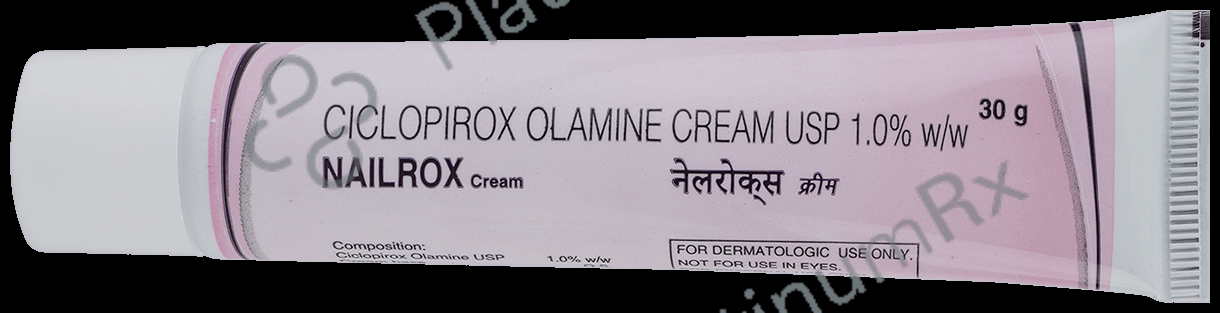 CICLOPIROX OLAMINE CREAM USP 1.0% w/w 30 g
NAILROX Cream नेलरोक्स क्रीम
Composition:
Ciclopirox Olamine USP 1.0% w/w
FOR DERMATOLOGIC USE ONLY.
NOT FOR USE IN EYES.
PlatinumRx